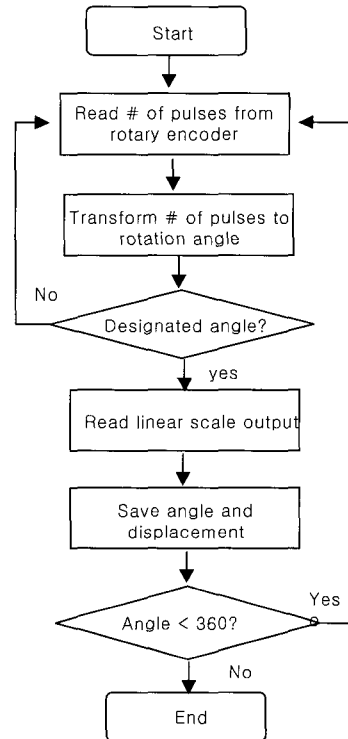 Start
Read # of pulses from
rotary encoder
Transform # of pulses to
rotation angle
No
Designated angle?
yes
Read linear scale output
Save angle and
displacement
Angle < 360?
Yes
No
End